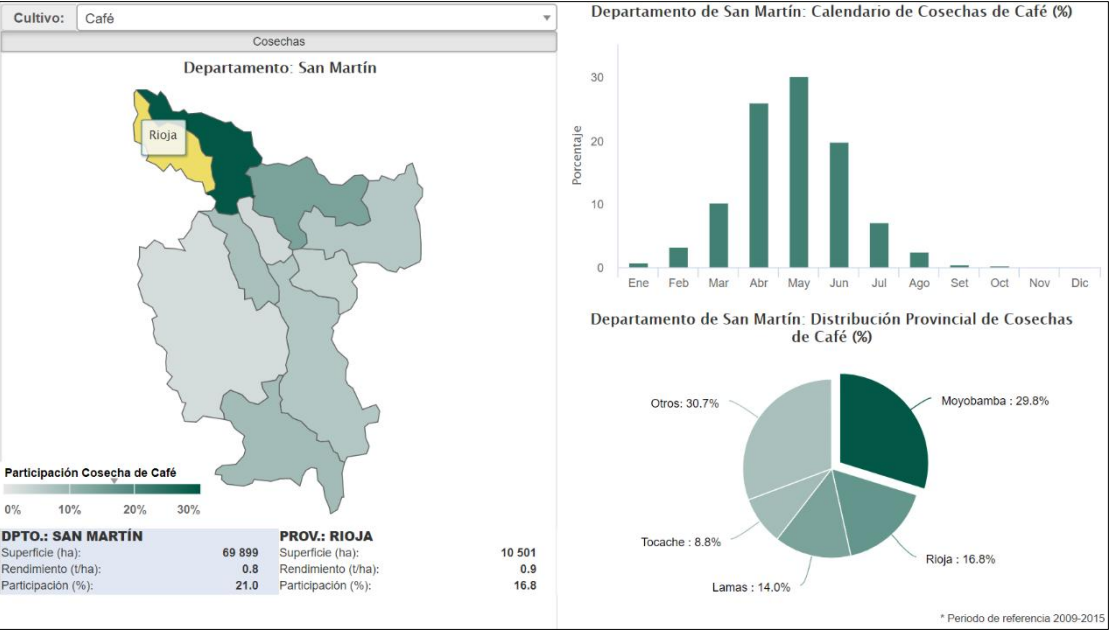 Cultivo: Café
Cosechas
Departamento: San Martín
Rioja
Participación Cosecha de Café
0% 10% 20% 30%
DPTO.: SAN MARTÍN
Superficie (ha): 69 899
Rendimiento (t/ha): 0.8
Participación (%): 21.0
PROV.: RIOJA
Superficie (ha): 10 501
Rendimiento (t/ha): 0.9
Participación (%): 16.8
Departamento de San Martín: Calendario de Cosechas de Café (%)
Porcentaje
30
20
10
0
Ene Feb Mar Abr May Jun Jul Ago Set Oct Nov Dic
Departamento de San Martín: Distribución Provincial de Cosechas
de Café (%)
Otros: 30.7%
Moyobamba : 29.8%
Tocache : 8.8%
Rioja : 16.8%
Lamas : 14.0%
* Periodo de referencia 2009-2015